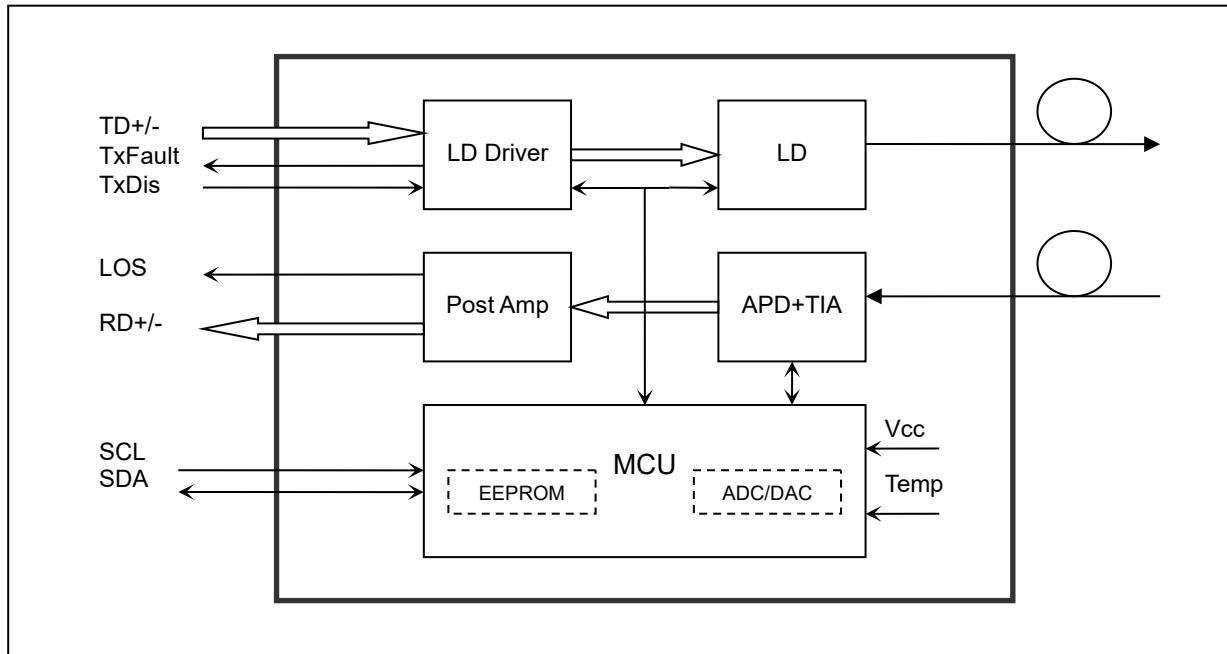 TD+/-
TxFault
TxDis
LD Driver
LD
LOS
RD+/-
Post Amp
APD+TIA
SCL
SDA
MCU
EEPROM
ADC/DAC
Vcc
Temp